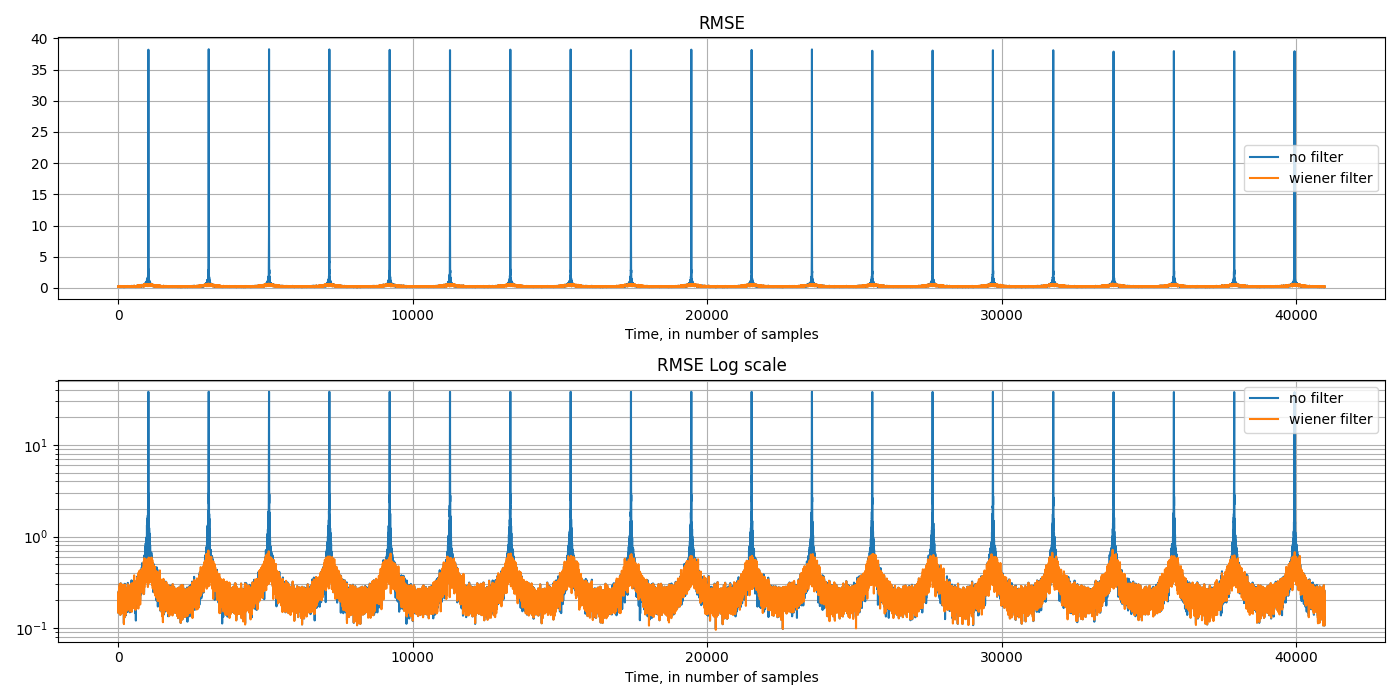 RMSE
40
35
30
25
20
15
10
5
0
no filter
wiener filter
0 10000 20000 30000 40000
Time, in number of samples
RMSE Log scale
no filter
wiener filter
10¹
10⁰
10⁻¹
0 10000 20000 30000 40000
Time, in number of samples